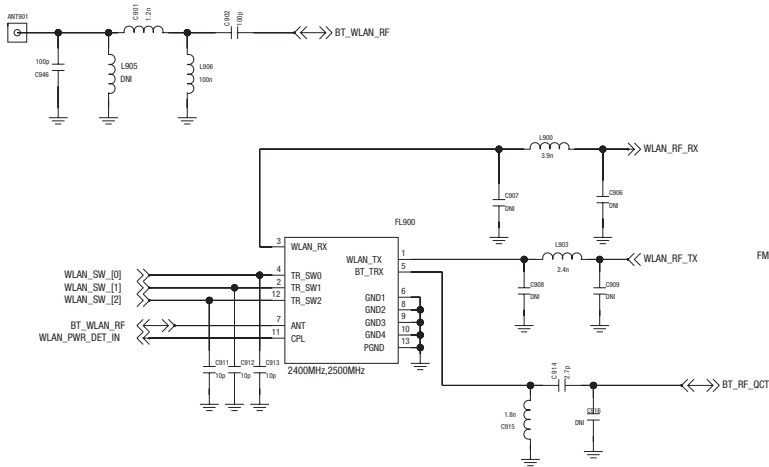 ANT901
C901
1.2n
C902
100p
BT_WLAN_RF
100p
C946
L905
DNI
L906
100n
L900
3.9n
WLAN_RF_RX
C907
DNI
C906
DNI
FL900
3
WLAN_RX
WLAN_TX
1
BT_TRX
5
L903
2.4n
WLAN_RF_TX
FM
C908
DNI
C909
DNI
WLAN_SW_[0]
4
TR_SW0
WLAN_SW_[1]
2
TR_SW1
WLAN_SW_[2]
12
TR_SW2
GND1
6
GND2
8
GND3
9
GND4
10
PGND
13
BT_WLAN_RF
7
ANT
WLAN_PWR_DET_IN
11
CPL
2400MHz,2500MHz
C911
10p
C912
10p
C913
10p
C914
2.7p
BT_RF_QCT
1.8n
C915
C916
DNI